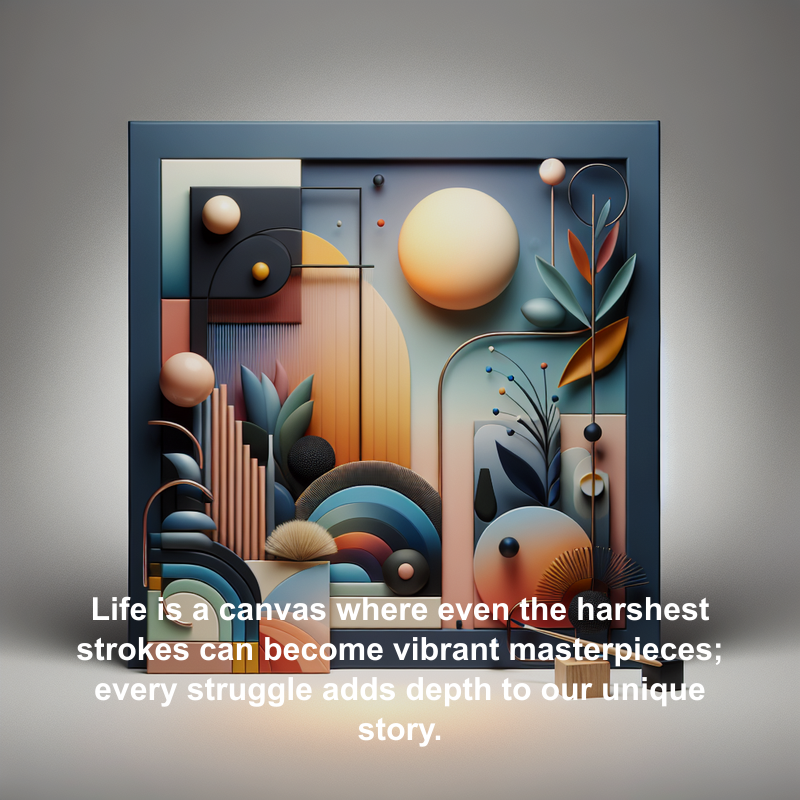 Life is a canvas where even the harshest
strokes can become vibrant masterpieces;
every struggle adds depth to our unique
story.